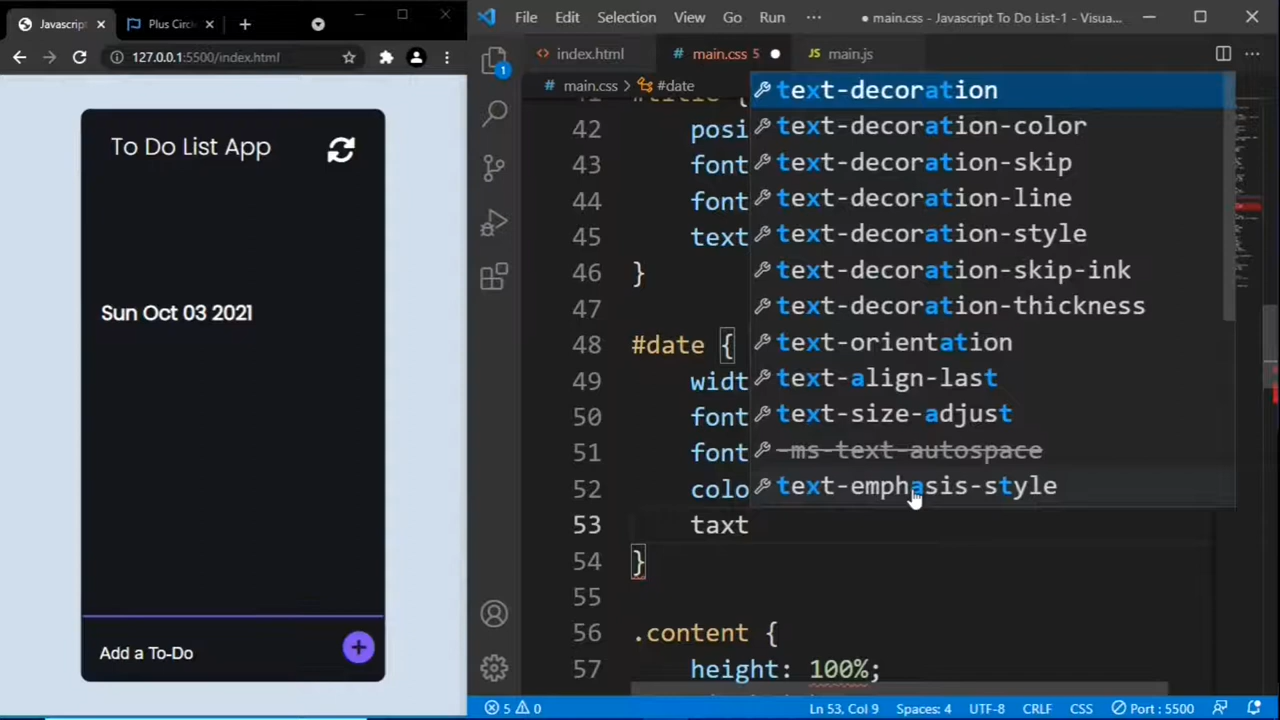 Javascrip
Plus Circ
127.0.0.1:5500/index.html
To Do List App
Sun Oct 03 2021
Add a To-Do
File Edit Selection View Go Run ···
● main.css - Javascript To Do List-1 - Visua...
<> index.html
# main.css 5 ●
JS main.js
···
1
# main.css > #date
41 #title {
42 posi
43 font
44 font
45 text
46 }
47
48 #date {
49 widt
50 font
51 font
52 colo
53 taxt
54 }
55
56 .content {
57 height: 100%;
text-decoration
text-decoration-color
text-decoration-skip
text-decoration-line
text-decoration-style
text-decoration-skip-ink
text-decoration-thickness
text-orientation
text-align-last
text-size-adjust
-ms-text-autospace
text-emphasis-style
5 0 Ln 53, Col 9 Spaces: 4 UTF-8 CRLF CSS Port : 5500